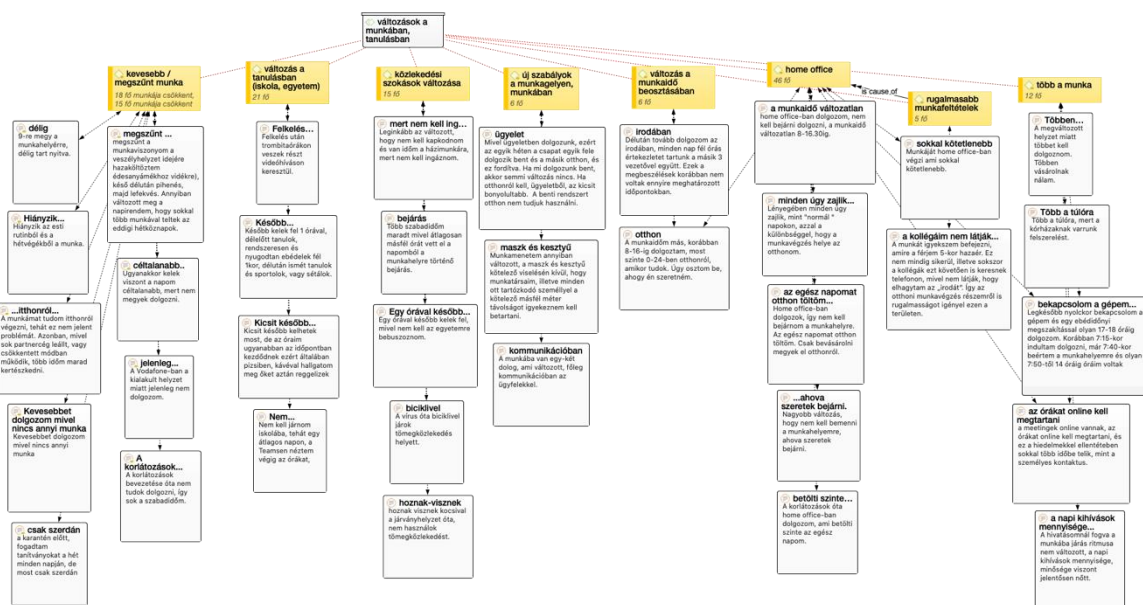 változások a
munkában,
tanulásban
kevesebb /
megszűnt munka
18 fő munkája csökkent,
15 fő munkája csökkent
változás a
tanulásban
(iskola, egyetem)
21 fő
közlekedési
szokások változása
15 fő
új szabályok
a munkagelyen,
munkában
6 fő
változás a
munkaidő
beosztásában
6 fő
home office
46 fő
is cause of
rugalmasabb
munkafeltételek
5 fő
több a munka
12 fő
délig
9-re megy a
munkahelyérre,
délig tart nyitva.
Hiányzik...
Hiányzik az esti
rutinból és a
hétvégékből a munka.
...itthonról...
A munkámat tudom itthonról
végezni, tehát ez nem jelent
problémát. Azonban, mivel
sok partnercég leállt, vagy
csökkentett módban
működik, több időm marad
kertészkedni.
Kevesebbet
dolgozom mivel
nincs annyi munka
Kevesebbet dolgozom
mivel nincs annyi
munka
csak szerdán
a karantén előtt,
fogadtam
tanítványokat a hét
minden napján, de
most csak szerdán
megszűnt ...
megszűnt a
munkaviszonyom a
veszélyhelyzet idejére
hazaköltöztem
édesanyámékhoz vidékre),
késő délután pihenés,
majd lefekvés. Annyiban
változott meg a
napirendem, hogy sokkal
több munkával teltek az
eddigi hétköznapok.
céltalanabb..
Ugyanakkor kelek
viszont a napom
céltalanabb, mert nem
megyek dolgozni.
jelenleg...
A Vodafone-ban a
kialakult helyzet
miatt jelenleg nem
dolgozom.
A
korlátozások...
A korlátozások
bevezetése óta nem
tudok dolgozni, így
sok a szabadidőm.
Felkelés...
Felkelés után
trombitaórákon
veszek részt
videóhíváson
keresztül.
Később...
Később kelek fel 1 órával,
délelőtt tanulok,
rendszeresen és
nyugodtan ebédelek fél
1kor, délután ismét tanulok
és sportolok, vagy sétálok.
Kicsit később...
Kicsit később kelhetek
most, de az óraim
ugyanabban az időpontban
kezdődnek ezért általában
pizsiben, kávéval hallgatom
meg őket aztán reggelizek
Nem...
Nem kell járnom
iskolába, tehát egy
átlagos napon, a
Teamsen néztem
végig az órákat,
mert nem kell ing...
Leginkább az változott,
hogy nem kell kapkodnom
és van időm a házimunkára,
mert nem kell ingáznom.
bejárás
Több szabadidőm
maradt mivel átlagosan
másfél órát vett el a
napomból a
munkahelyre történő
bejárás.
Egy órával később...
Egy órával később kelek fel,
mivel nem kell az egyetemre
bebuszoznom.
biciklivel
A vírus óta biciklivel
járok
tömegközlekedés
helyett.
hoznak-visznek
hoznak visznek kocsival
a járványhelyzet óta,
nem használok
tömegközlekedést.
ügyelet
Mivel ügyeletben dolgozunk, ezért
az egyik héten a csapat egyik fele
dolgozik bent és a másik otthon, és
ez fordítva. Ha mi dolgozunk bent,
akkor semmi változás nincs. Ha
otthonról kell, ügyeletből, az kicsit
bonyolultabb. A benti rendszert
otthon nem tudjuk használni.
maszk és kesztyű
Munkamenetem annyiban
változott, a maszk és kesztyű
kötelező viselésén kívül, hogy
munkatársaim, illetve minden
ott tartózkodó személlyel a
kötelező másfél méter
távolságot igyekeznem kell
betartani.
kommunikációban
A munkába van egy-két
dolog, ami változott, főleg
kommunikációban az
ügyfelekkel.
irodában
Délután tovább dolgozom az
irodában, minden nap fél órás
értekezletet tartunk a másik 3
vezetővel együtt. Ezek a
megbeszélések korábban nem
voltak ennyire meghatározott
időpontokban.
otthon
A munkaidőm más, korábban
8-16-ig dolgoztam, most
szinte 0-24-ben otthonról,
amikor tudok. Úgy osztom be,
ahogy én szeretném.
a munkaidő változatlan
Home office-ban dolgozom, nem
kell bejárni dolgozni, a munkaidő
változatlan 8-16.30ig.
minden úgy zajlik...
Lényegében minden úgy
zajlik, mint "normál "
napokon, azzal a
különbséggel, hogy a
munkavégzés helye az
otthonom.
az egész napomat
otthon töltöm...
Home office-ban
dolgozok, így nem kell
bejárnom a munkahelyre.
Az egész napomat otthon
töltöm. Csak bevásárolni
megyek el otthonról.
...ahova
szeretek bejárni.
Nagyobb változás,
hogy nem kell bemenni
a munkahelyemre,
ahova szeretek
bejárni.
betölti szinte...
A korlátozások óta
home office-ban
dolgozom, ami betölti
szinte az egész
napom.
sokkal kötetlenebb
Munkáját home office-ban
végzi ami sokkal
kötetlenebb.
a kollégáim nem látják...
A munkát igyekszem befejezni,
amire a férjem 5-kor hazaér. Ez
nem mindig sikerül, illetve sokszor
a kollégák ezt követően is keresnek
telefonon, mivel nem látják, hogy
elhagytam az „irodát". Így az
otthoni munkavégzés részemről is
rugalmasságot igényel ezen a
területen.
Többen...
A megváltozott
helyzet miatt
többet kell
dolgoznom.
Többen
vásárolnak
nálam.
Több a túlóra
Több a túlóra, mert a
kórházaknak varrunk
felszerelést.
bekapcsolom a gépem...
Legkésőbb nyolckor bekapcsolom a
gépem és egy ebédidőnyi
megszakítással olyan 17-18 óráig
dolgozom. Korábban 7:15-kor
indultam dolgozni, már 7:40-kor
beértem a munkahelyemre és olyan
7:50-től 14 óráig óráim voltak
az órákat online kell
megtartani
a meetingek online vannak, az
órákat online kell megtartani, és
ez a hiedelmekkel ellentétben
sokkal több időbe telik, mint a
személyes kontaktus.
a napi kihívások
mennyisége...
A hivatásomnál fogva a
munkába járás ritmusa
nem változott, a napi
kihívások mennyisége,
minősége viszont
jelentősen nőtt.